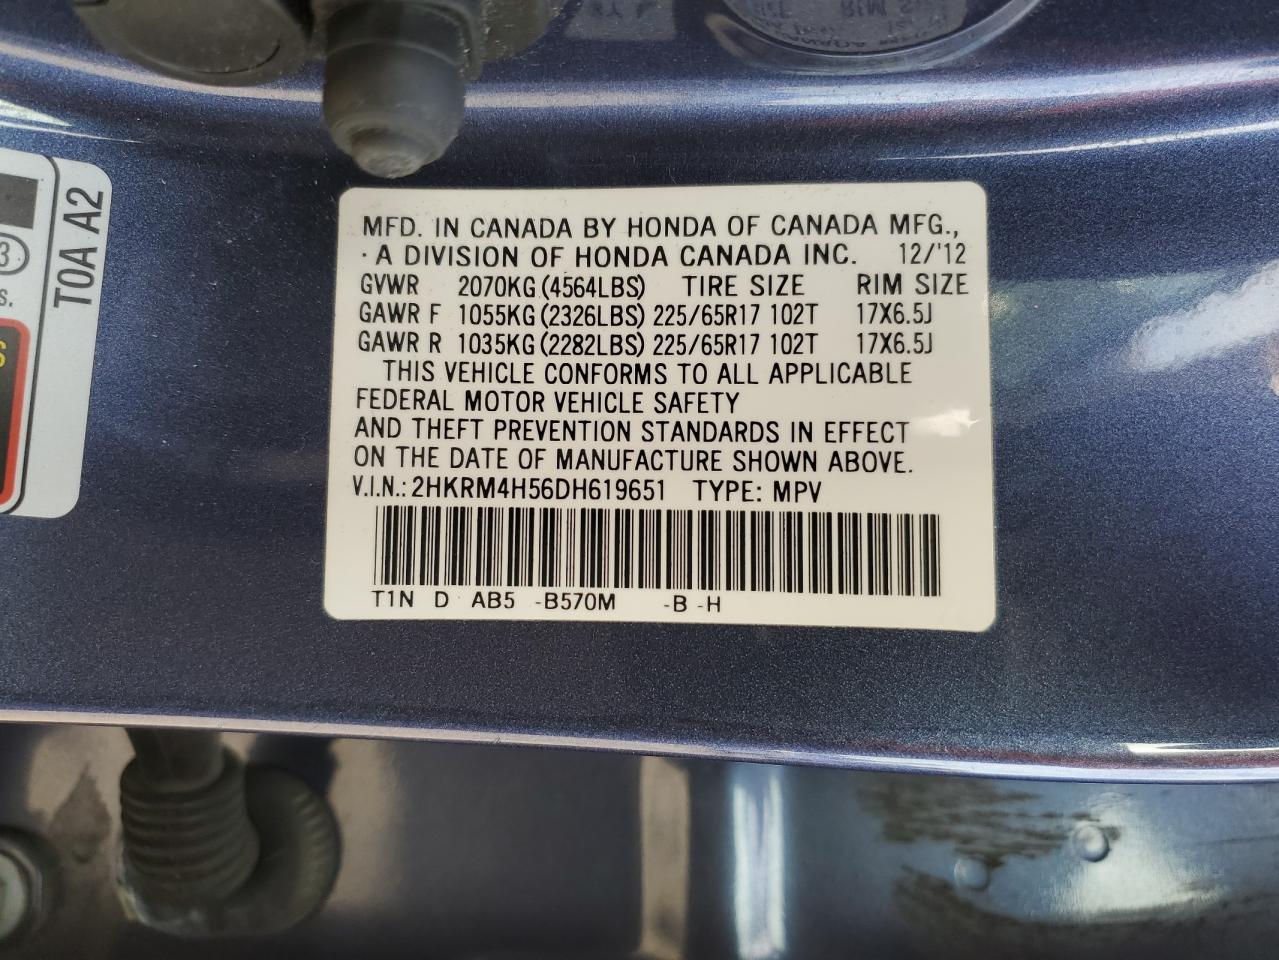 MFD. IN CANADA BY HONDA OF CANADA MFG.,
· A DIVISION OF HONDA CANADA INC. 12/'12
GVWR 2070KG (4564LBS) TIRE SIZE RIM SIZE
GAWR F 1055KG (2326LBS) 225/65R17 102T 17X6.5J
GAWR R 1035KG (2282LBS) 225/65R17 102T 17X6.5J
THIS VEHICLE CONFORMS TO ALL APPLICABLE
FEDERAL MOTOR VEHICLE SAFETY
AND THEFT PREVENTION STANDARDS IN EFFECT
ON THE DATE OF MANUFACTURE SHOWN ABOVE.
V.I.N.: 2HKRM4H56DH619651 TYPE: MPV
T1N D AB5 -B570M -B -H
T0A A2
3
s.
S